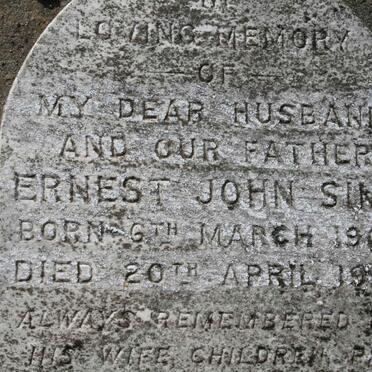 LOVING MEMORY
OF
MY DEAR HUSBAND
AND OUR FATHER
ERNEST JOHN
BORN 6TH MARCH
DIED 20TH APRIL
ALWAYS REMEMBERED
HIS WIFE CHILDREN